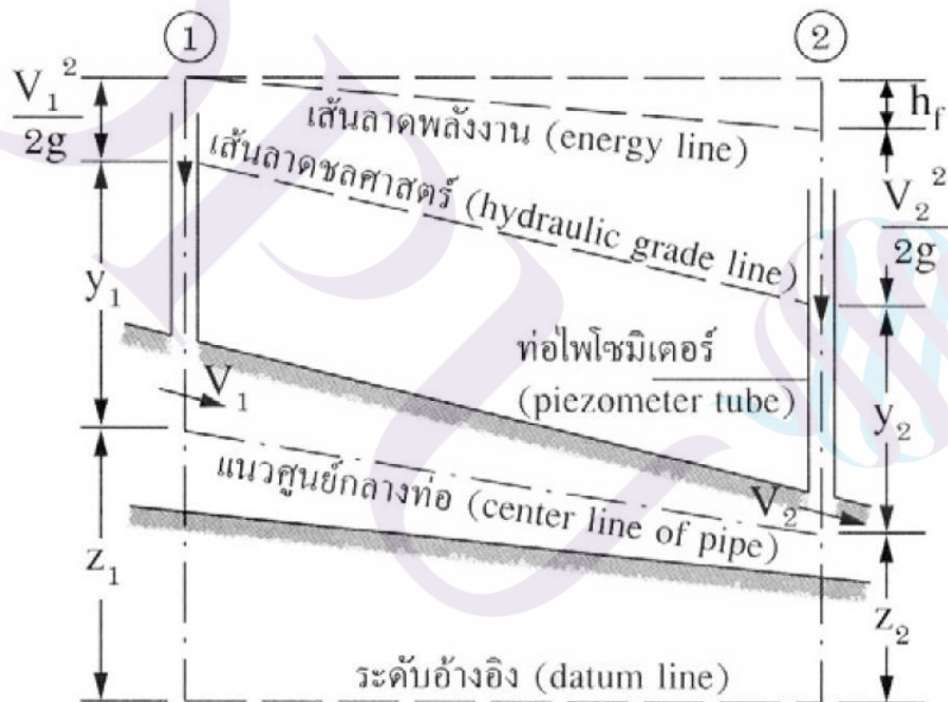 1
2
V₁²
2g
h_f
เส้นลาดพลังงาน (energy line)
เส้นลาดชลศาสตร์ (hydraulic grade line)
V₂²
2g
y₁
ท่อไพโซมิเตอร์
(piezometer tube)
V₁
y₂
แนวศูนย์กลางท่อ (center line of pipe)
V₂
z₁
z₂
ระดับอ้างอิง (datum line)